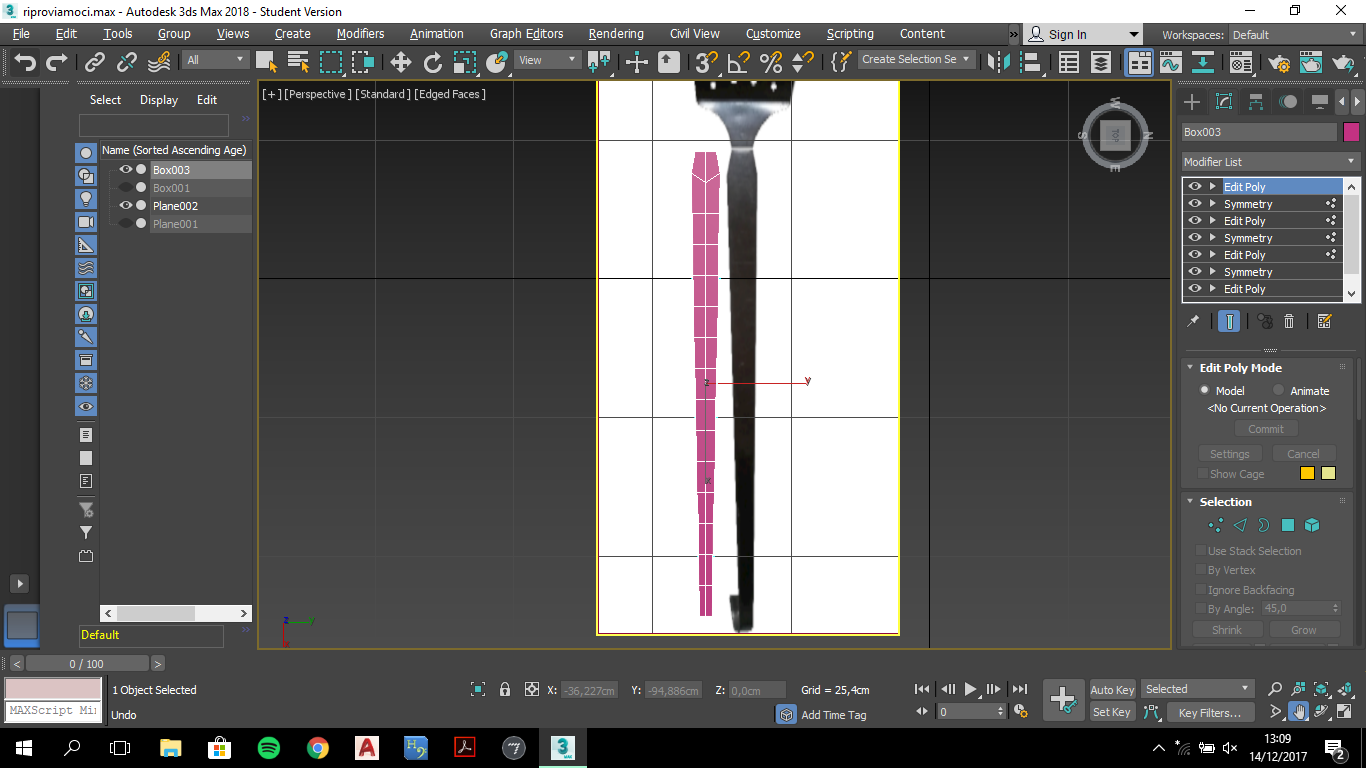 riproviamoci.max - Autodesk 3ds Max 2018 - Student Version
File Edit Tools Group Views Create Modifiers Animation Graph Editors Rendering Civil View Customize Scripting Content » Sign In Workspaces: Default
All View 3 Create Selection Se
Select Display Edit
[+] [Perspective ] [Standard ] [Edged Faces ]
W
S TOP N
E
Box003
Name (Sorted Ascending Age)
Modifier List
Box003
Box001
Plane002
Plane001
Edit Poly
Symmetry
Edit Poly
Symmetry
Edit Poly
Symmetry
Edit Poly
Edit Poly Mode
Model Animate
<No Current Operation>
Commit
Settings Cancel
Show Cage
z y
x
Selection
Use Stack Selection
By Vertex
Ignore Backfacing
By Angle: 45,0
Shrink Grow
z y
x
Default
< 0 / 100 >
1 Object Selected X: -36,227cm Y: -94,886cm Z: 0,0cm Grid = 25,4cm Auto Key Selected
MAXScript Mi
Undo Add Time Tag 0 Set Key Key Filters...
13:09
14/12/2017
2